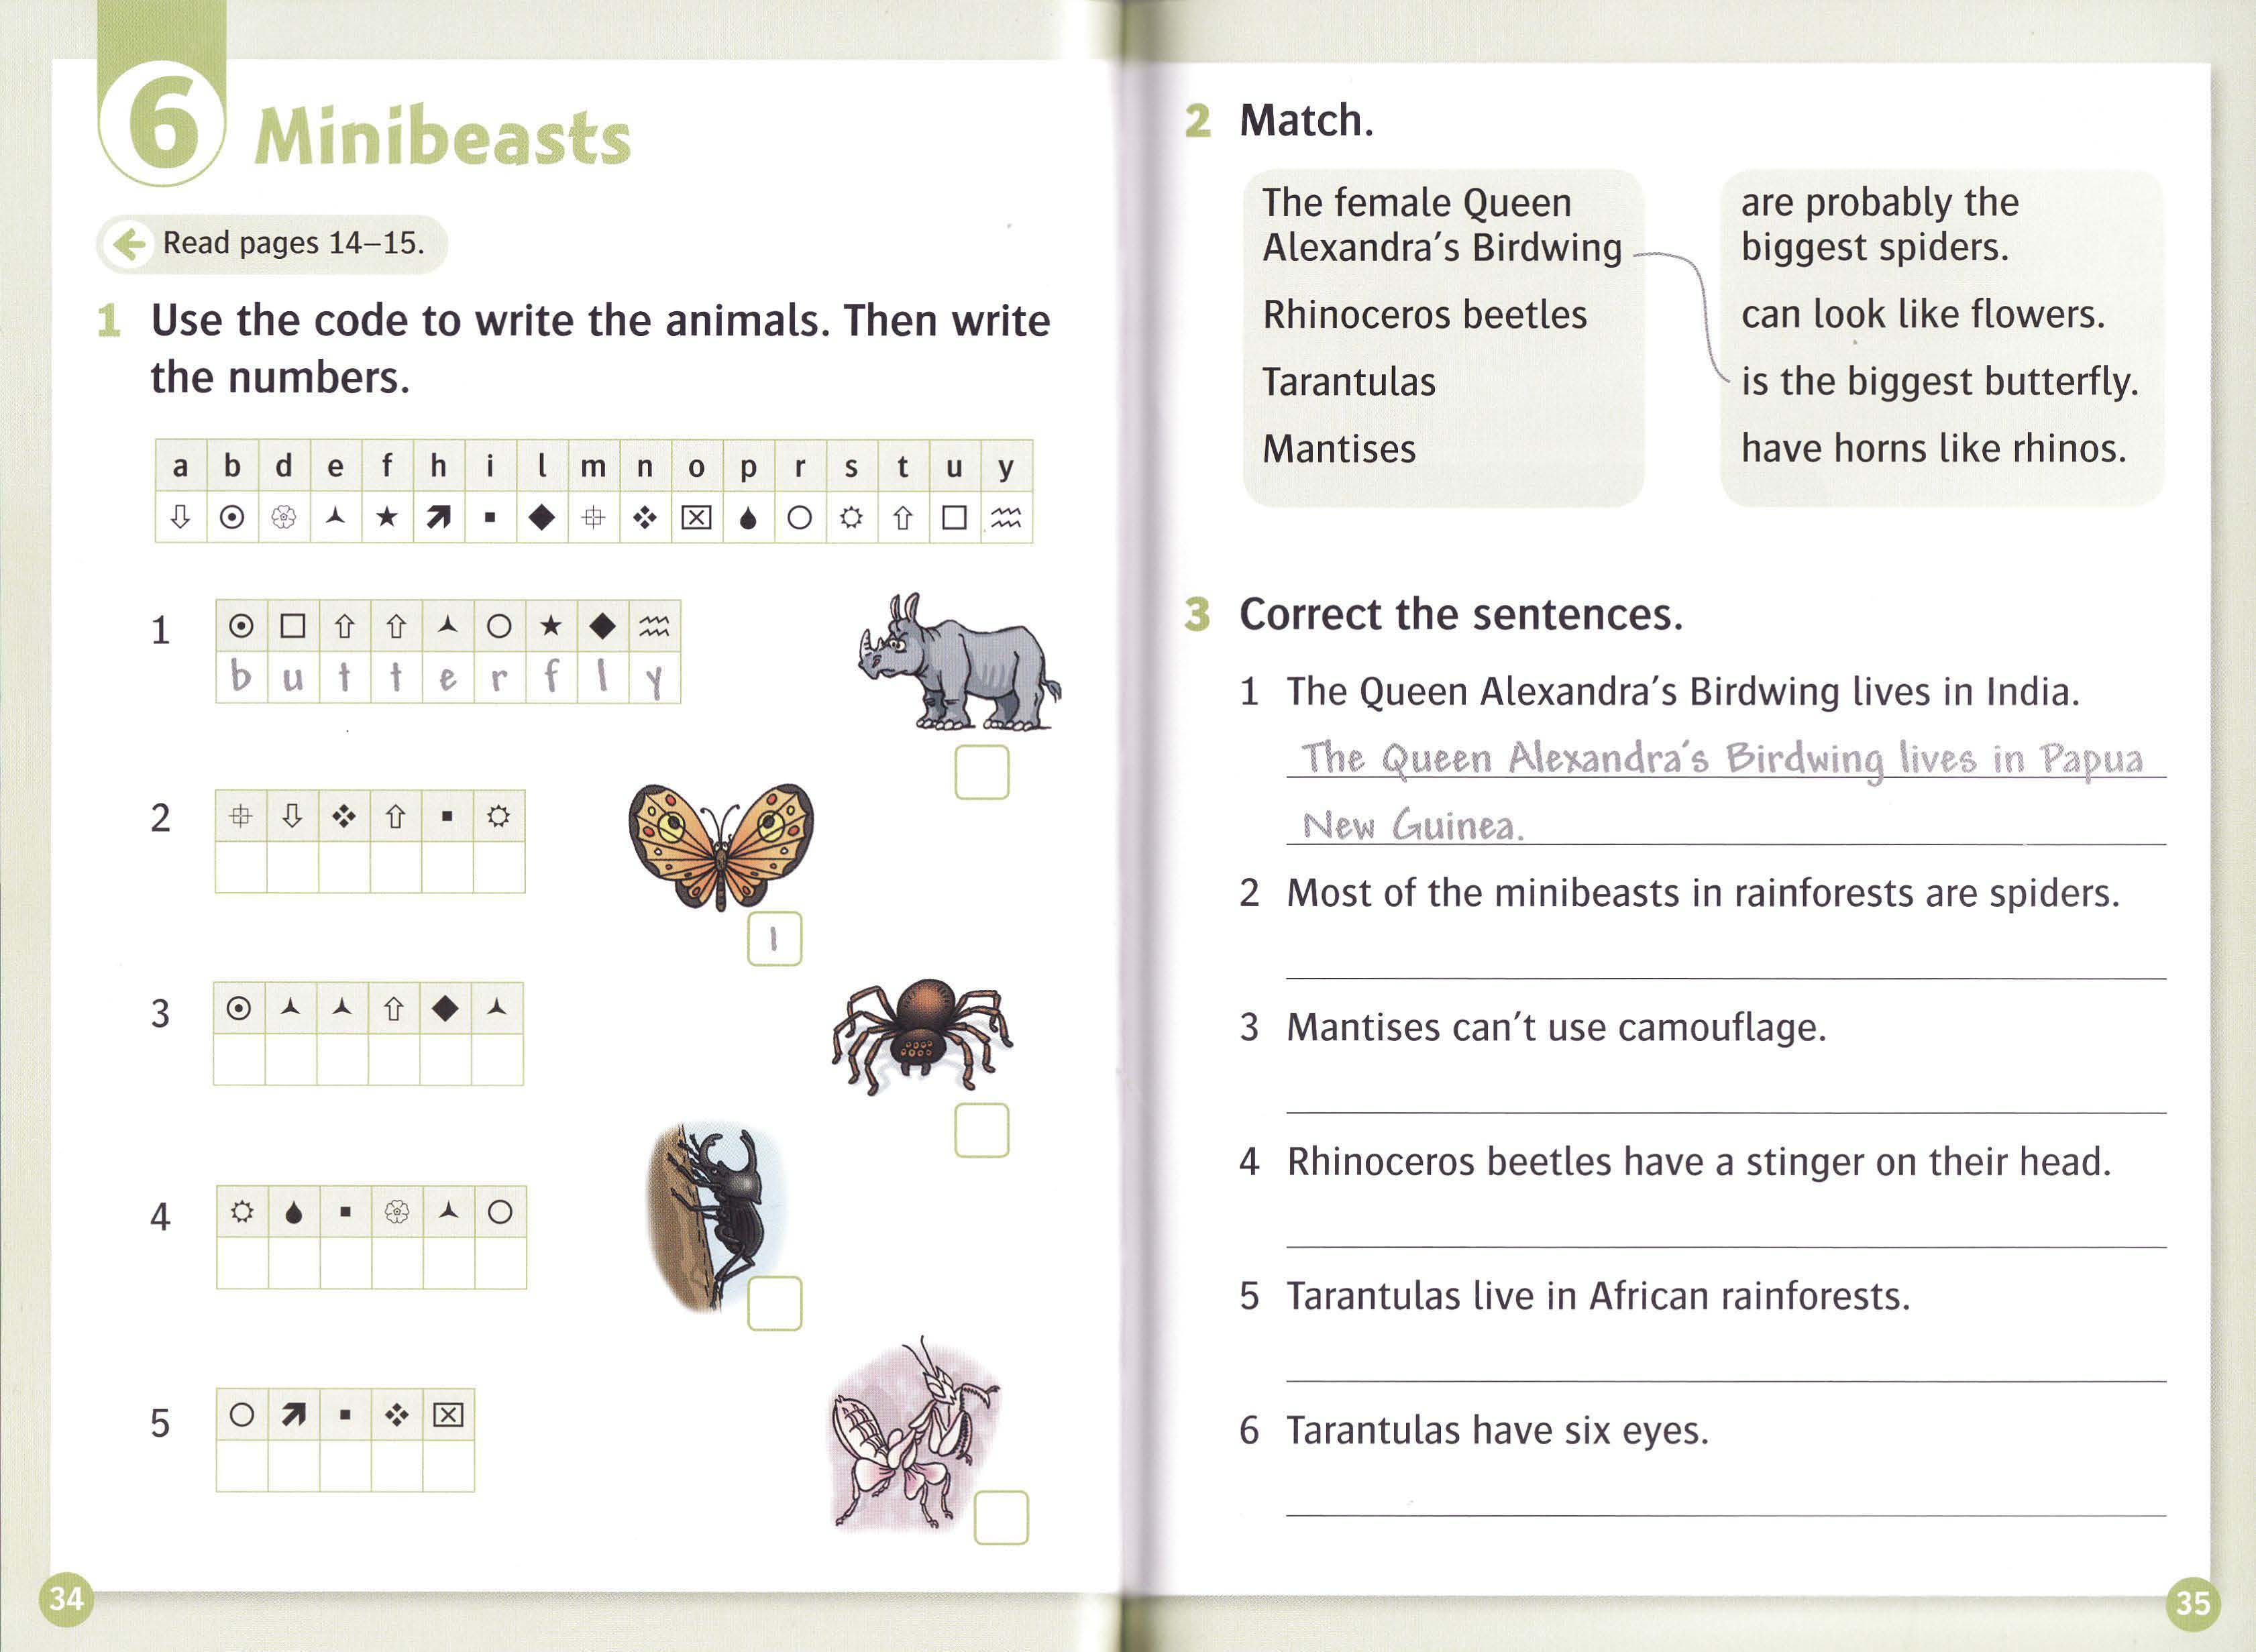 6
Minibeasts
Read pages 14–15.
1 Use the code to write the animals. Then write
the numbers.
a b d e f h i l m n o p r s t u y
1
b u t t e r f l y
2
1
3
4
5
34
2 Match.
The female Queen
Alexandra's Birdwing
Rhinoceros beetles
Tarantulas
Mantises
are probably the
biggest spiders.
can look like flowers.
is the biggest butterfly.
have horns like rhinos.
3 Correct the sentences.
1 The Queen Alexandra's Birdwing lives in India.
The Queen Alexandra's Birdwing lives in Papua
New Guinea.
2 Most of the minibeasts in rainforests are spiders.
3 Mantises can't use camouflage.
4 Rhinoceros beetles have a stinger on their head.
5 Tarantulas live in African rainforests.
6 Tarantulas have six eyes.
35